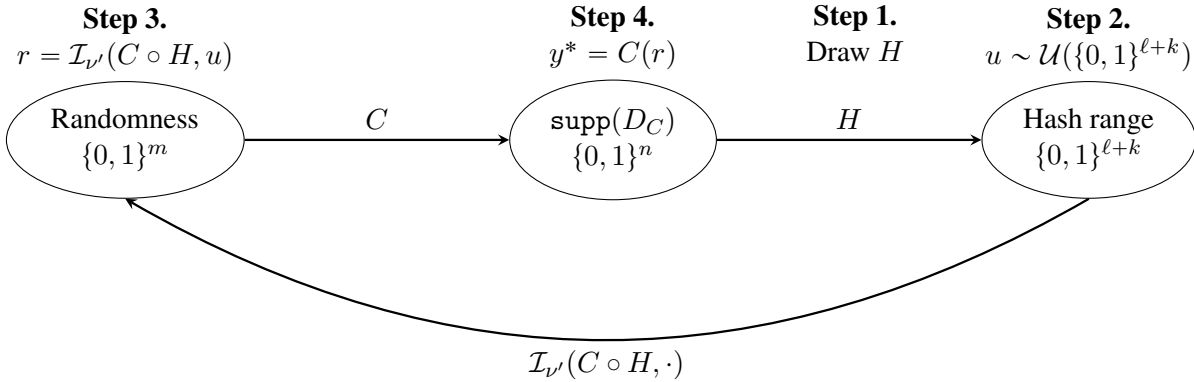 Step 3.
r = 𝓘_{ν′}(C ∘ H, u)
Step 4.
y* = C(r)
Step 1.
Draw H
Step 2.
u ∼ 𝒰({0, 1}^{ℓ+k})
Randomness
{0, 1}^m
C
supp(D_C)
{0, 1}^n
H
Hash range
{0, 1}^{ℓ+k}
𝓘_{ν′}(C ∘ H, ·)